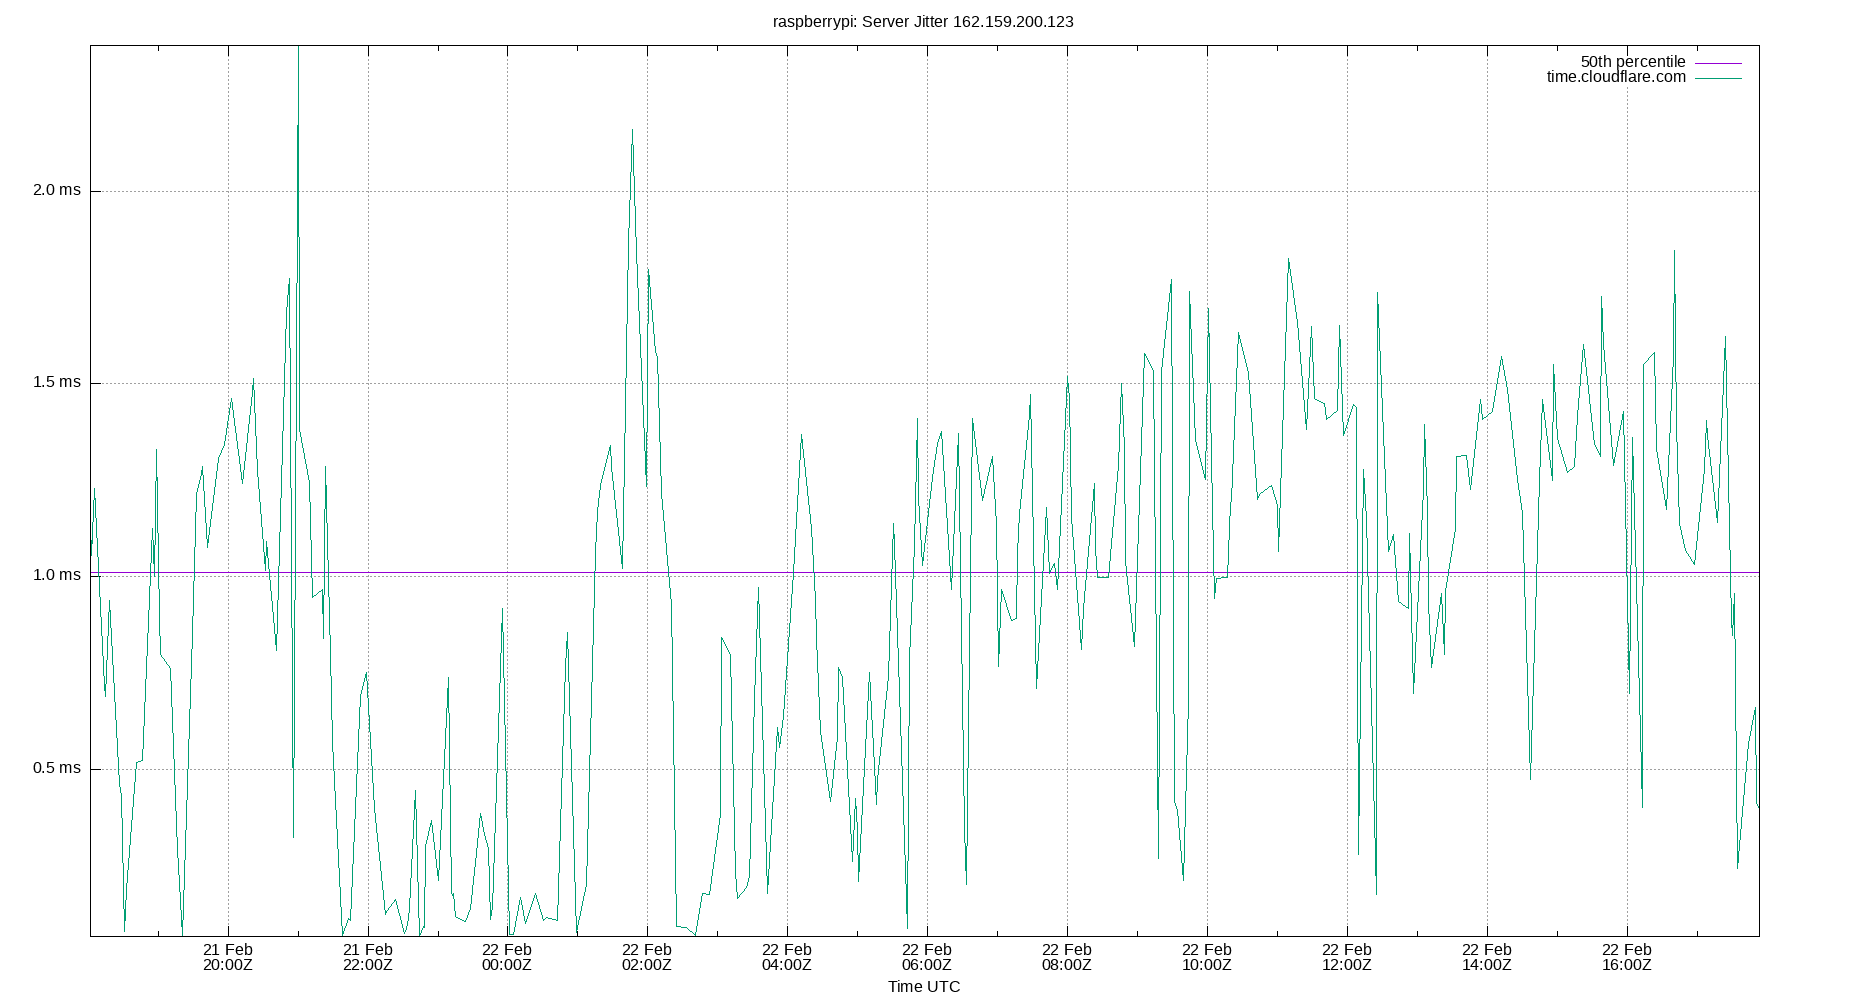 raspberrypi: Server Jitter 162.159.200.123
50th percentile
time.cloudflare.com
2.0 ms
1.5 ms
1.0 ms
0.5 ms
21 Feb 20:00Z
21 Feb 22:00Z
22 Feb 00:00Z
22 Feb 02:00Z
22 Feb 04:00Z
22 Feb 06:00Z
22 Feb 08:00Z
22 Feb 10:00Z
22 Feb 12:00Z
22 Feb 14:00Z
22 Feb 16:00Z
Time UTC